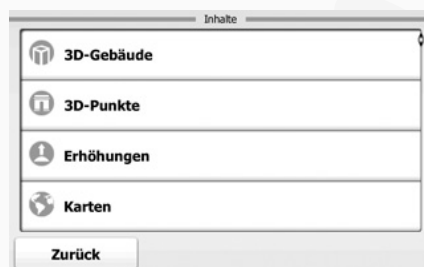 Inhalte
3D-Gebäude
3D-Punkte
Erhöhungen
Karten
Zurück